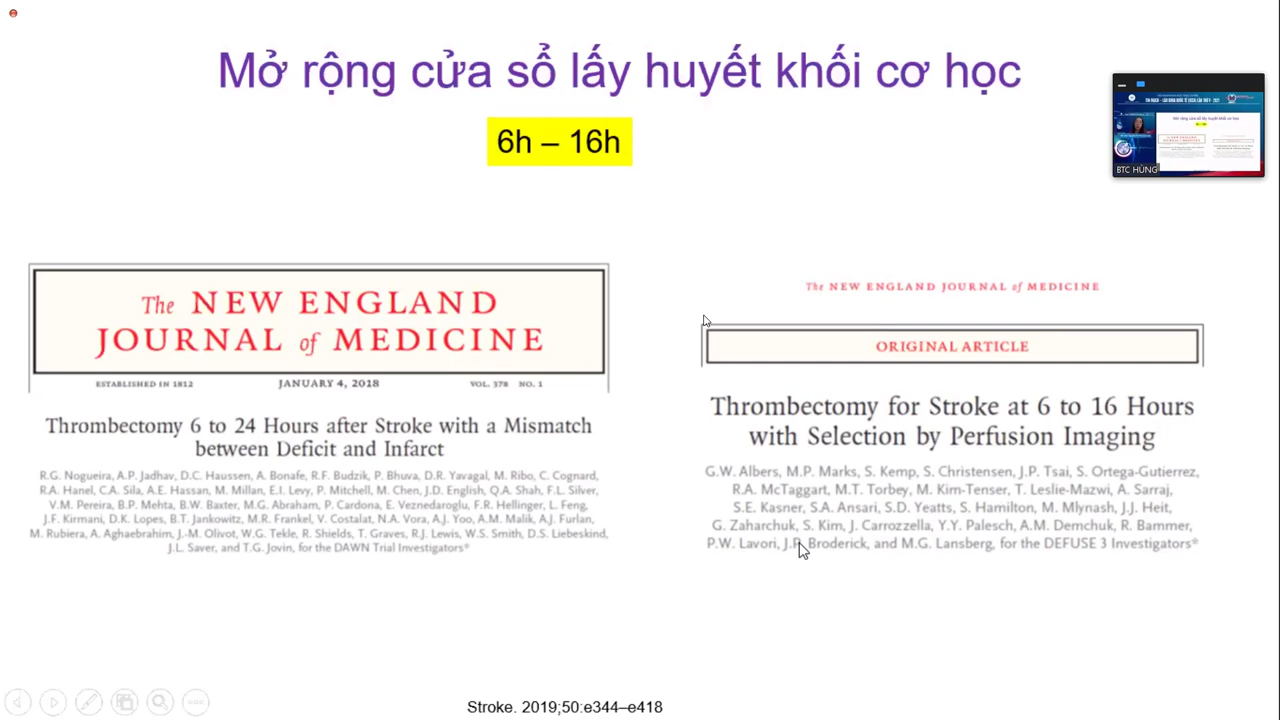 Mở rộng cửa sổ lấy huyết khối cơ học
6h – 16h
BTC HÙNG
The NEW ENGLAND
JOURNAL of MEDICINE
ESTABLISHED IN 1812 JANUARY 4, 2018 VOL. 378 NO. 1
Thrombectomy 6 to 24 Hours after Stroke with a Mismatch
between Deficit and Infarct
R.G. Nogueira, A.P. Jadhav, D.C. Haussen, A. Bonafe, R.F. Budzik, P. Bhuva, D.R. Yavagal, M. Ribo, C. Cognard,
R.A. Hanel, C.A. Sila, A.E. Hassan, M. Millan, E.I. Levy, P. Mitchell, M. Chen, J.D. English, Q.A. Shah, F.L. Silver,
V.M. Pereira, B.P. Mehta, B.W. Baxter, M.G. Abraham, P. Cardona, E. Veznedaroglu, F.R. Hellinger, L. Feng,
J.F. Kirmani, D.K. Lopes, B.T. Jankowitz, M.R. Frankel, V. Costalat, N.A. Vora, A.J. Yoo, A.M. Malik, A.J. Furlan,
M. Rubiera, A. Aghaebrahim, J.-M. Olivot, W.G. Tekle, R. Shields, T. Graves, R.J. Lewis, W.S. Smith, D.S. Liebeskind,
J.L. Saver, and T.G. Jovin, for the DAWN Trial Investigators*
The NEW ENGLAND JOURNAL of MEDICINE
ORIGINAL ARTICLE
Thrombectomy for Stroke at 6 to 16 Hours
with Selection by Perfusion Imaging
G.W. Albers, M.P. Marks, S. Kemp, S. Christensen, J.P. Tsai, S. Ortega-Gutierrez,
R.A. McTaggart, M.T. Torbey, M. Kim-Tenser, T. Leslie-Mazwi, A. Sarraj,
S.E. Kasner, S.A. Ansari, S.D. Yeatts, S. Hamilton, M. Mlynash, J.J. Heit,
G. Zaharchuk, S. Kim, J. Carrozzella, Y.Y. Palesch, A.M. Demchuk, R. Bammer,
P.W. Lavori, J.P. Broderick, and M.G. Lansberg, for the DEFUSE 3 Investigators*
Stroke. 2019;50:e344–e418